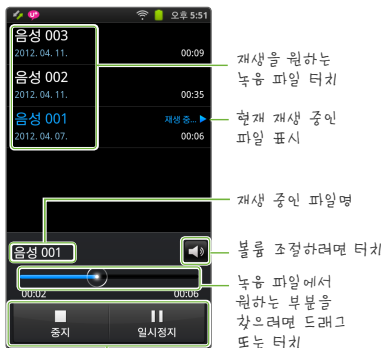 오후 5:51
음성 003
2012. 04. 11. 00:09
음성 002
2012. 04. 11. 00:35
음성 001 재생 중...
2012. 04. 07. 00:06
음성 001
00:02 00:06
중지 일시정지
재생을 원하는
녹음 파일 터치
현재 재생 중인
파일 표시
재생 중인 파일명
볼륨 조절하려면 터치
녹음 파일에서
원하는 부분을
찾으려면 드래그
또는 터치